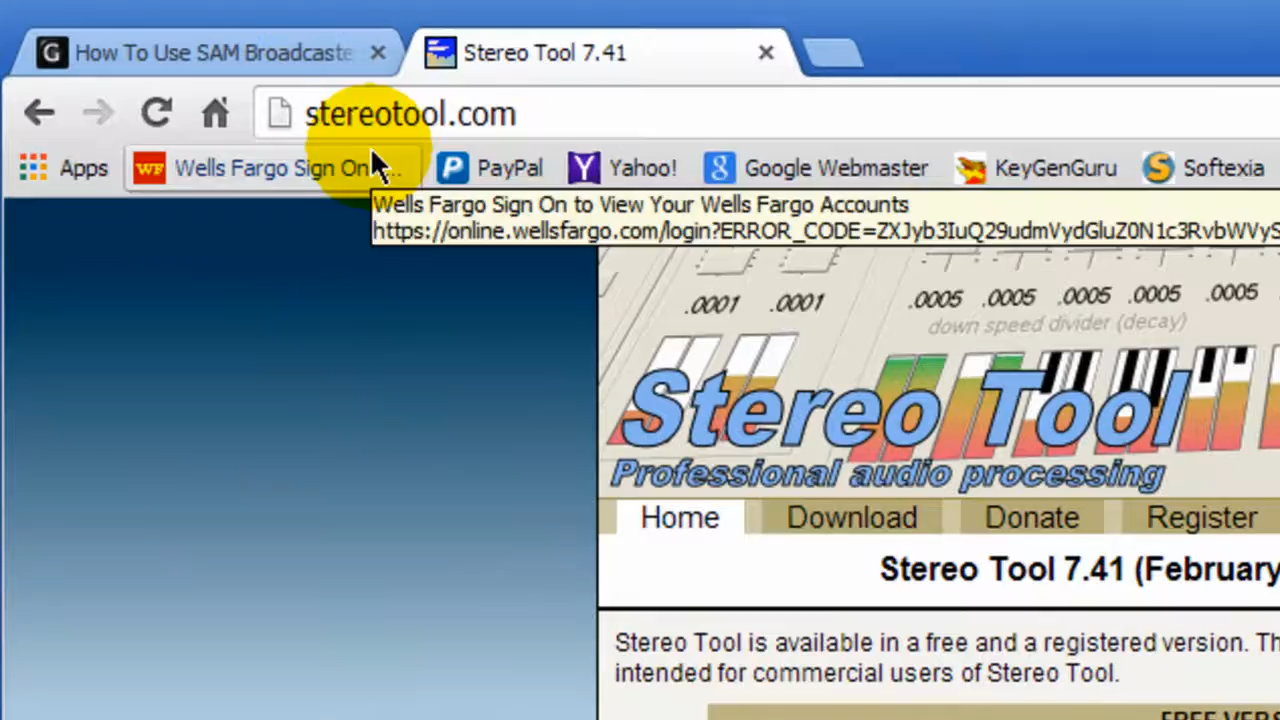 How To Use SAM Broadcaste
Stereo Tool 7.41
stereotool.com
Apps
WF Wells Fargo Sign On ...
PayPal
Yahoo!
Google Webmaster
KeyGenGuru
Softexia
Wells Fargo Sign On to View Your Wells Fargo Accounts
https://online.wellsfargo.com/login?ERROR_CODE=ZXJyb3IuQ29udmVydGluZ0N1c3RvbWVyS
.0001 .0001 .0005 .0005 .0005 .0005 .0005
down speed divider (decay)
Stereo Tool
Professional audio processing
Home Download Donate Register
Stereo Tool 7.41 (February
Stereo Tool is available in a free and a registered version. Th
intended for commercial users of Stereo Tool.
FREE VERS